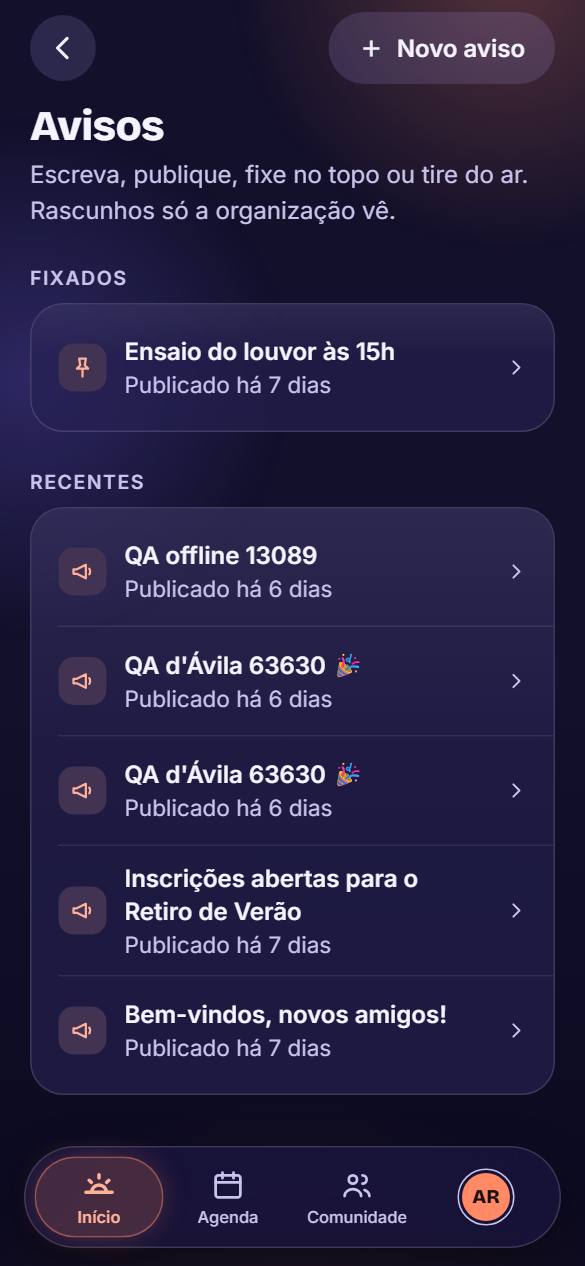 Novo aviso
Avisos
Escreva, publique, fixe no topo ou tire do ar.
Rascunhos só a organização vê.
FIXADOS
Ensaio do louvor às 15h
Publicado há 7 dias
RECENTES
QA offline 13089
Publicado há 6 dias
QA d'Ávila 63630 🎉
Publicado há 6 dias
QA d'Ávila 63630 🎉
Publicado há 6 dias
Inscrições abertas para o
Retiro de Verão
Publicado há 7 dias
Bem-vindos, novos amigos!
Publicado há 7 dias
Início
Agenda
Comunidade
AR